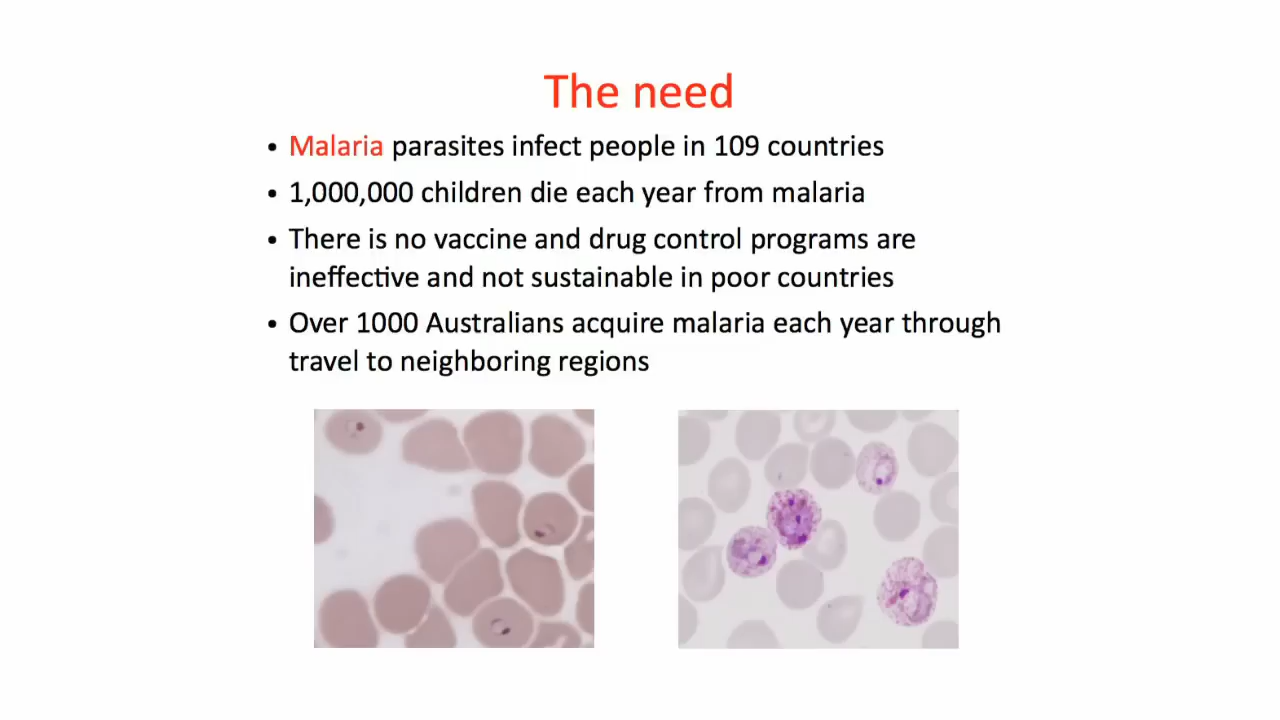 The need
• Malaria parasites infect people in 109 countries
• 1,000,000 children die each year from malaria
• There is no vaccine and drug control programs are
ineffective and not sustainable in poor countries
• Over 1000 Australians acquire malaria each year through
travel to neighboring regions